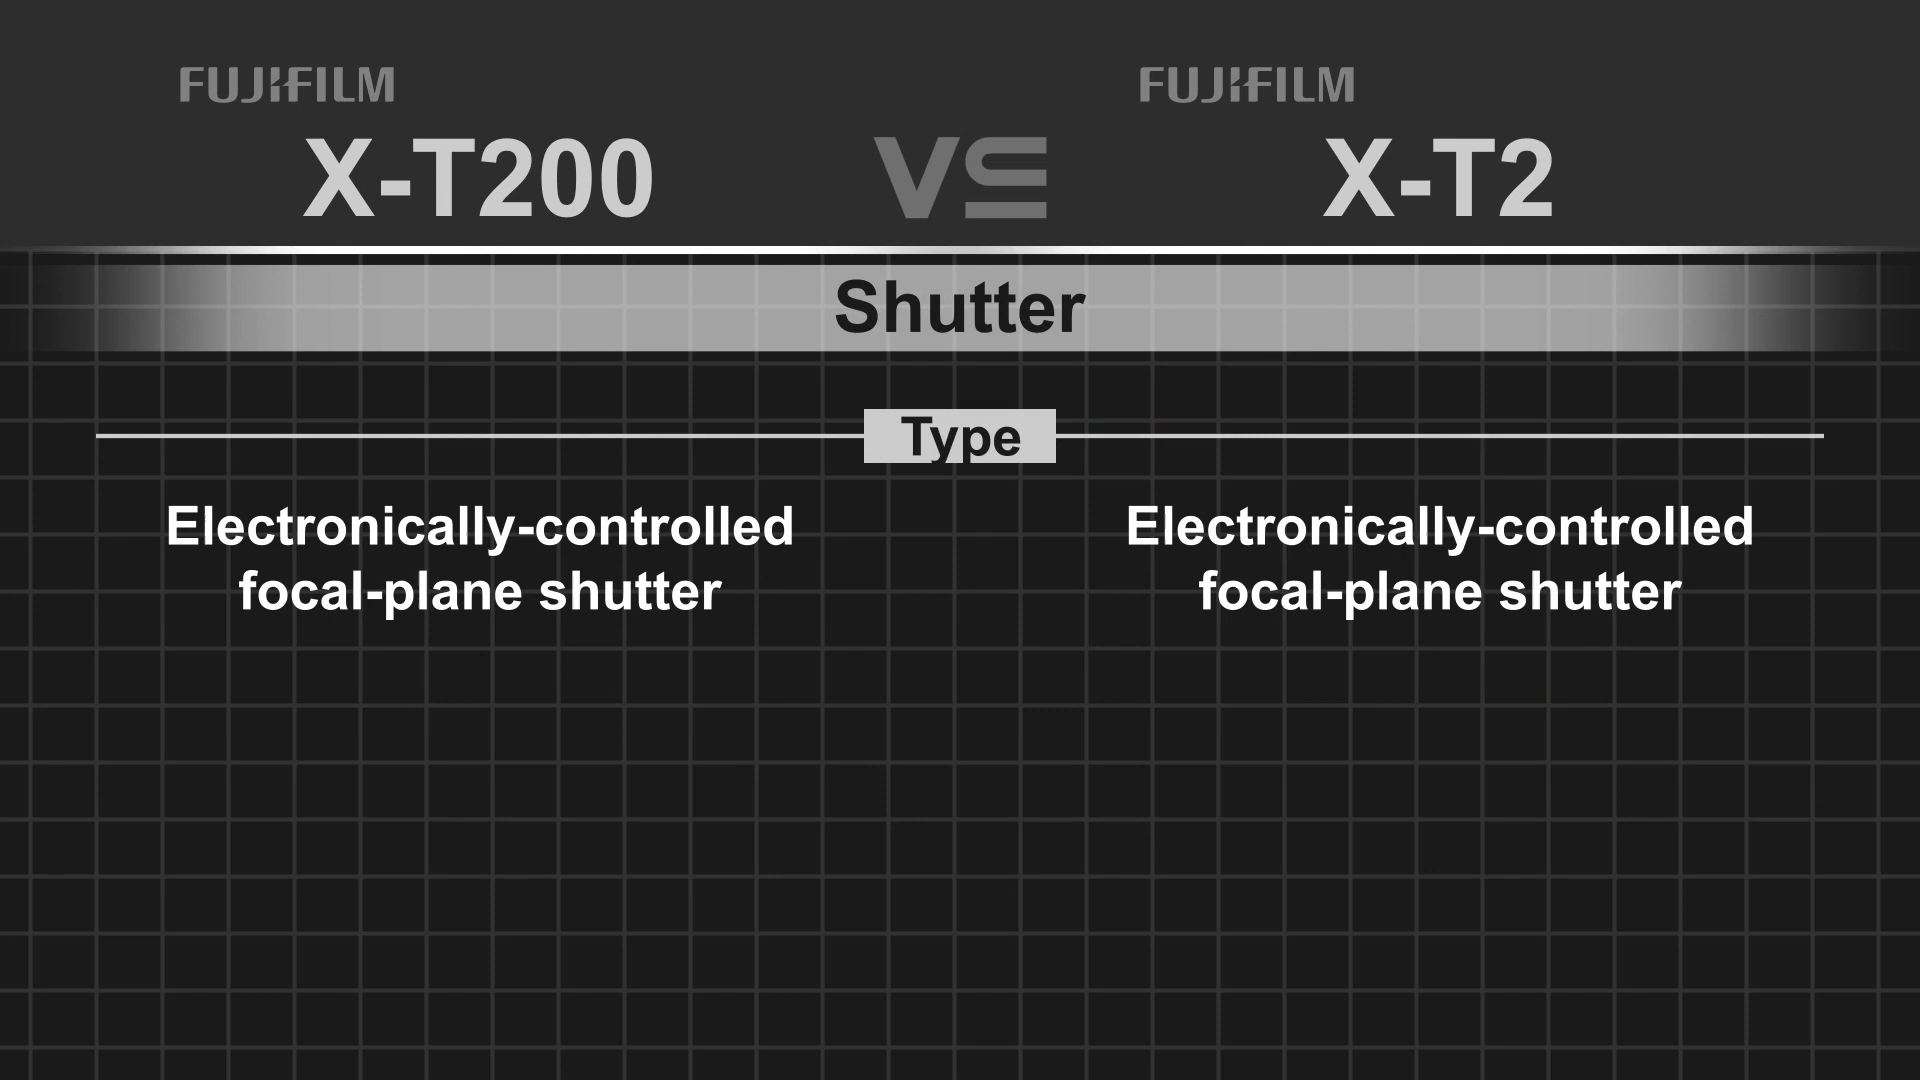 FUJIFILM
X-T200
VS
FUJIFILM
X-T2
Shutter
Type
Electronically-controlled
focal-plane shutter
Electronically-controlled
focal-plane shutter